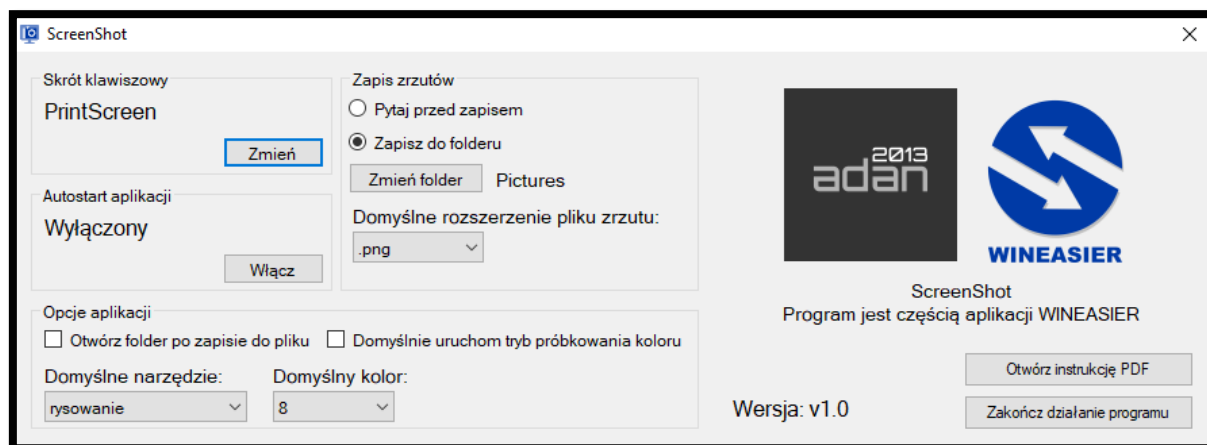 ScreenShot
Skrót klawiszowy
PrintScreen
Zmień
Autostart aplikacji
Wyłączony
Włącz
Zapis zrzutów
Pytaj przed zapisem
Zapisz do folderu
Zmień folder Pictures
Domyślne rozszerzenie pliku zrzutu:
.png
Opcje aplikacji
Otwórz folder po zapisie do pliku Domyślnie uruchom tryb próbkowania koloru
Domyślne narzędzie: Domyślny kolor:
rysowanie 8
2013
adan
WINEASIER
ScreenShot
Program jest częścią aplikacji WINEASIER
Wersja: v1.0
Otwórz instrukcję PDF
Zakończ działanie programu